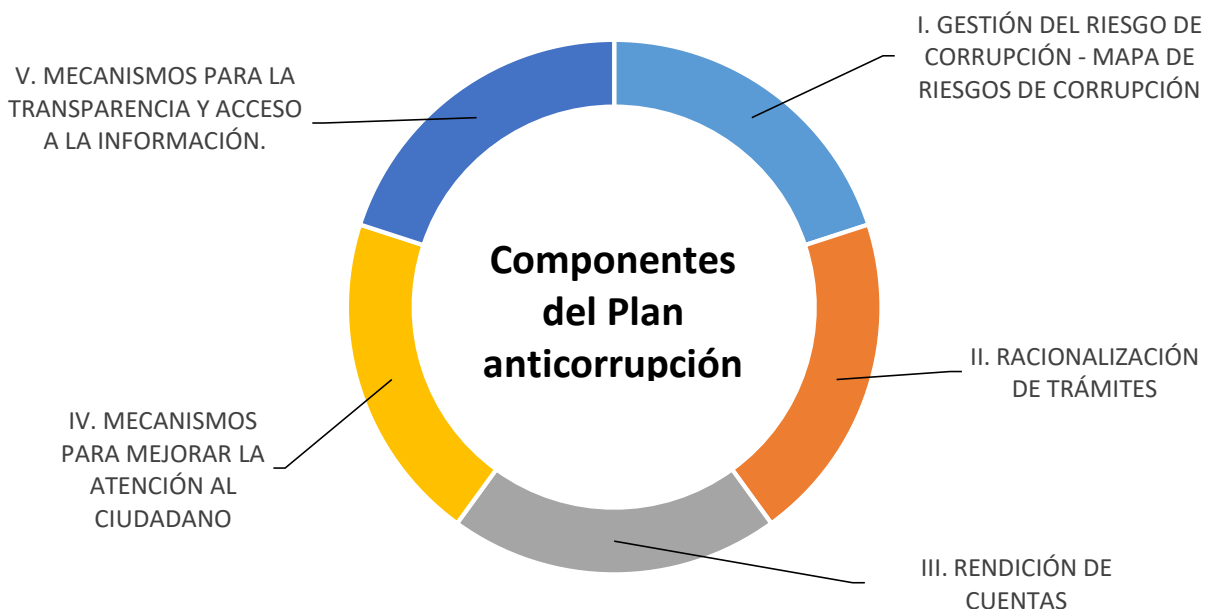 I. GESTIÓN DEL RIESGO DE
CORRUPCIÓN - MAPA DE
RIESGOS DE CORRUPCIÓN
V. MECANISMOS PARA LA
TRANSPARENCIA Y ACCESO
A LA INFORMACIÓN.
Componentes
del Plan
anticorrupción
II. RACIONALIZACIÓN
DE TRÁMITES
IV. MECANISMOS
PARA MEJORAR LA
ATENCIÓN AL
CIUDADANO
III. RENDICIÓN DE
CUENTAS